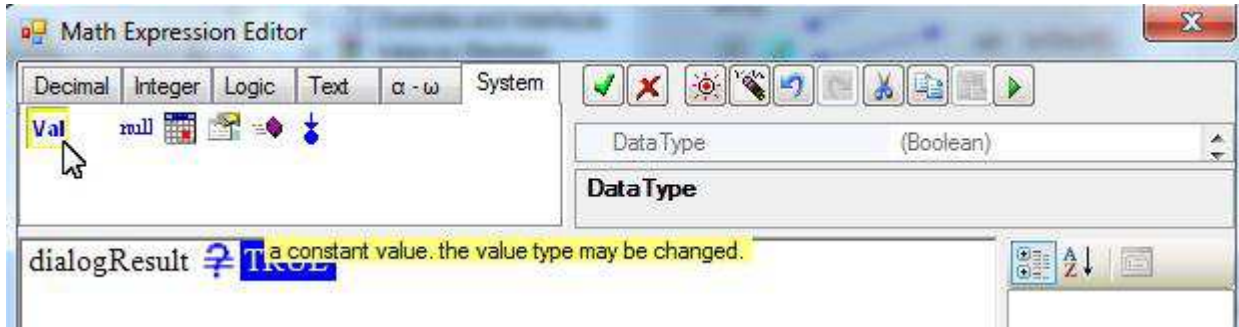 Math Expression Editor
Decimal Integer Logic Text α - ω System
Val null
DataType (Boolean)
DataType
dialogResult ≟ TRUE
a constant value. the value type may be changed.
A
Z